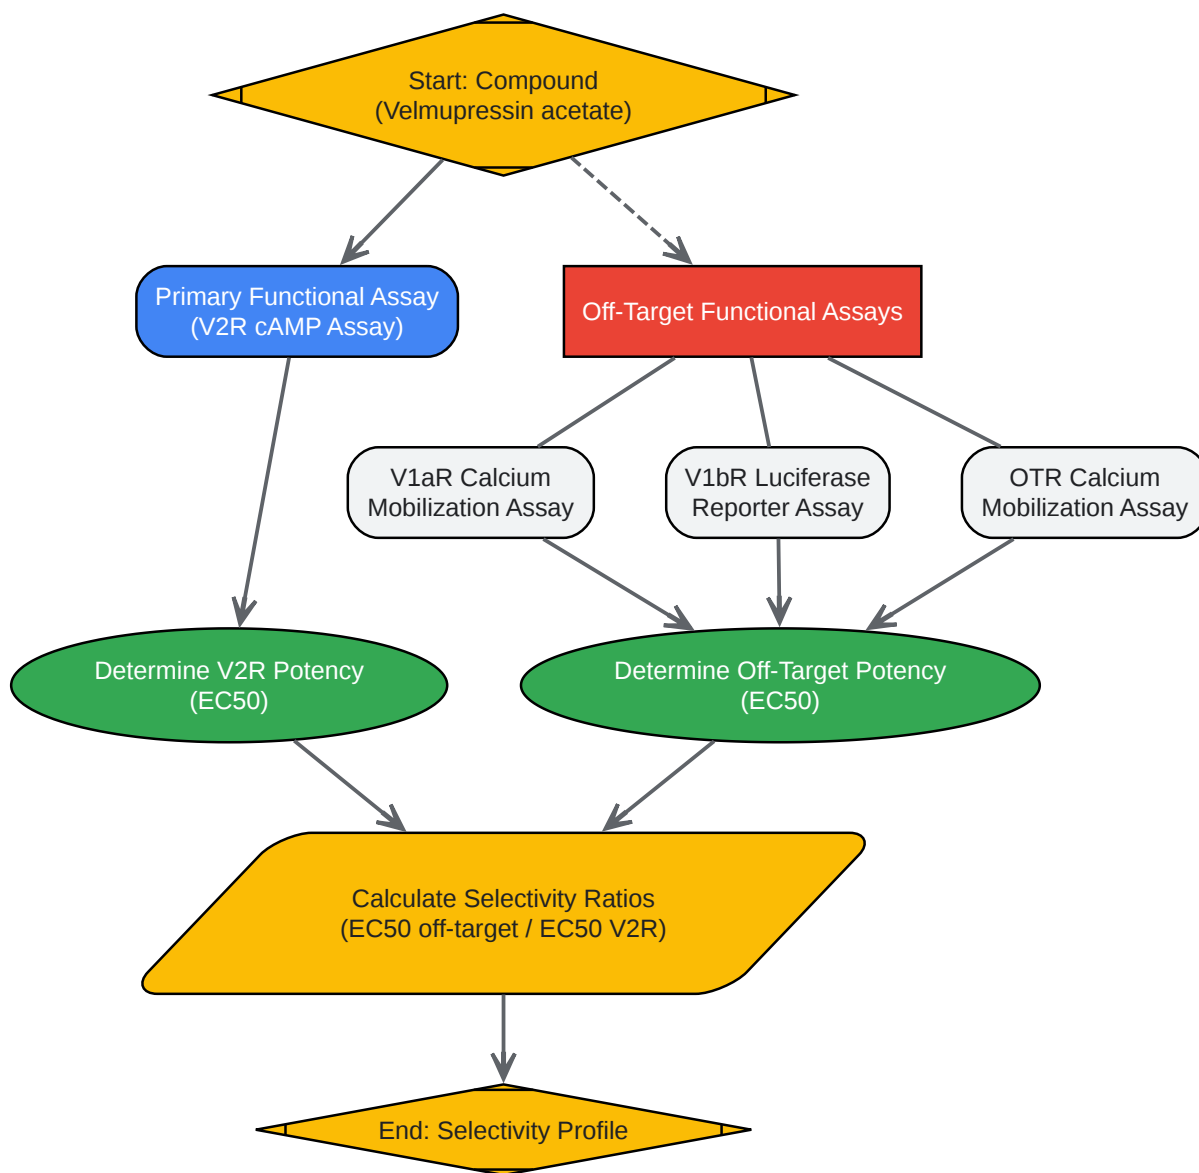 Start: Compound
(Velmupressin acetate)
Primary Functional Assay
(V2R cAMP Assay)
Off-Target Functional Assays
V1aR Calcium
Mobilization Assay
V1bR Luciferase
Reporter Assay
OTR Calcium
Mobilization Assay
Determine V2R Potency
(EC50)
Determine Off-Target Potency
(EC50)
Calculate Selectivity Ratios
(EC50 off-target / EC50 V2R)
End: Selectivity Profile